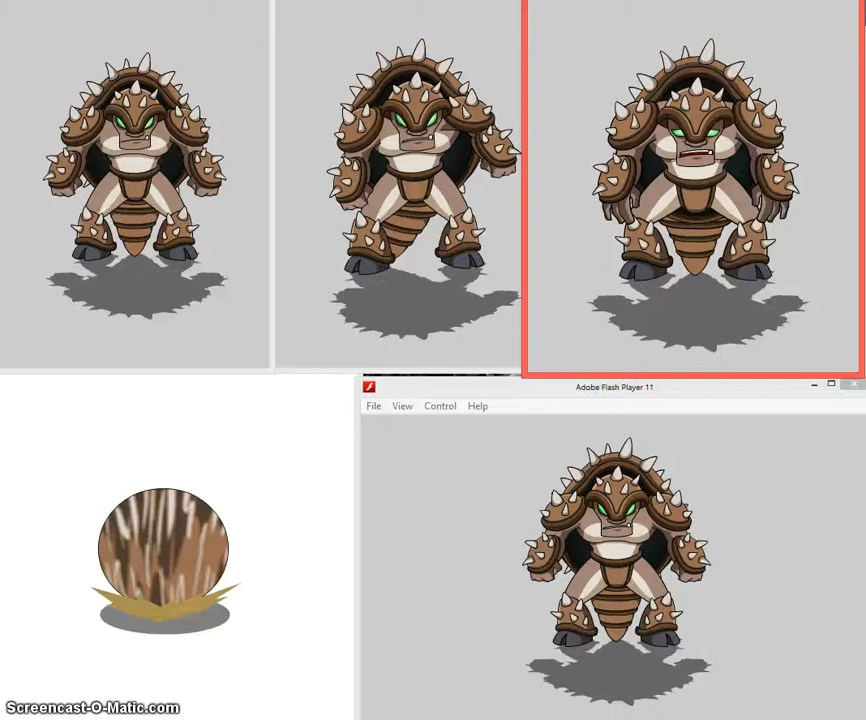 Adobe Flash Player 11
File View Control Help
Screencast-O-Matic.com